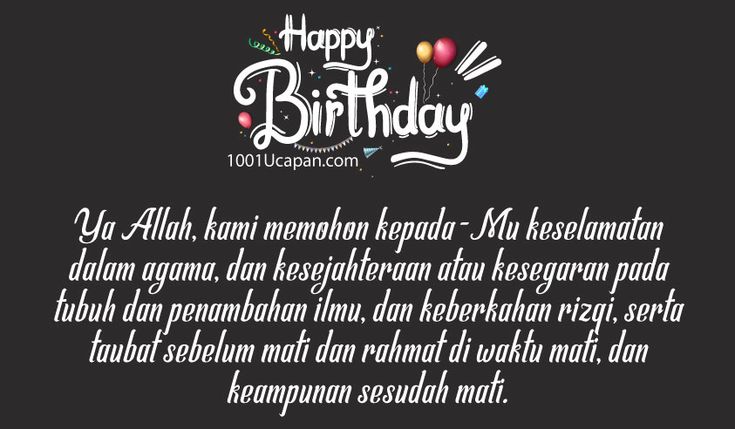 Happy
Birthday
1001Ucapan.com
Ya Allah, kami memohon kepada-Mu keselamatan
dalam agama, dan kesejahteraan atau kesegaran pada
tubuh dan penambahan ilmu, dan keberkahan rizqi, serta
taubat sebelum mati dan rahmat di waktu mati, dan
keampunan sesudah mati.